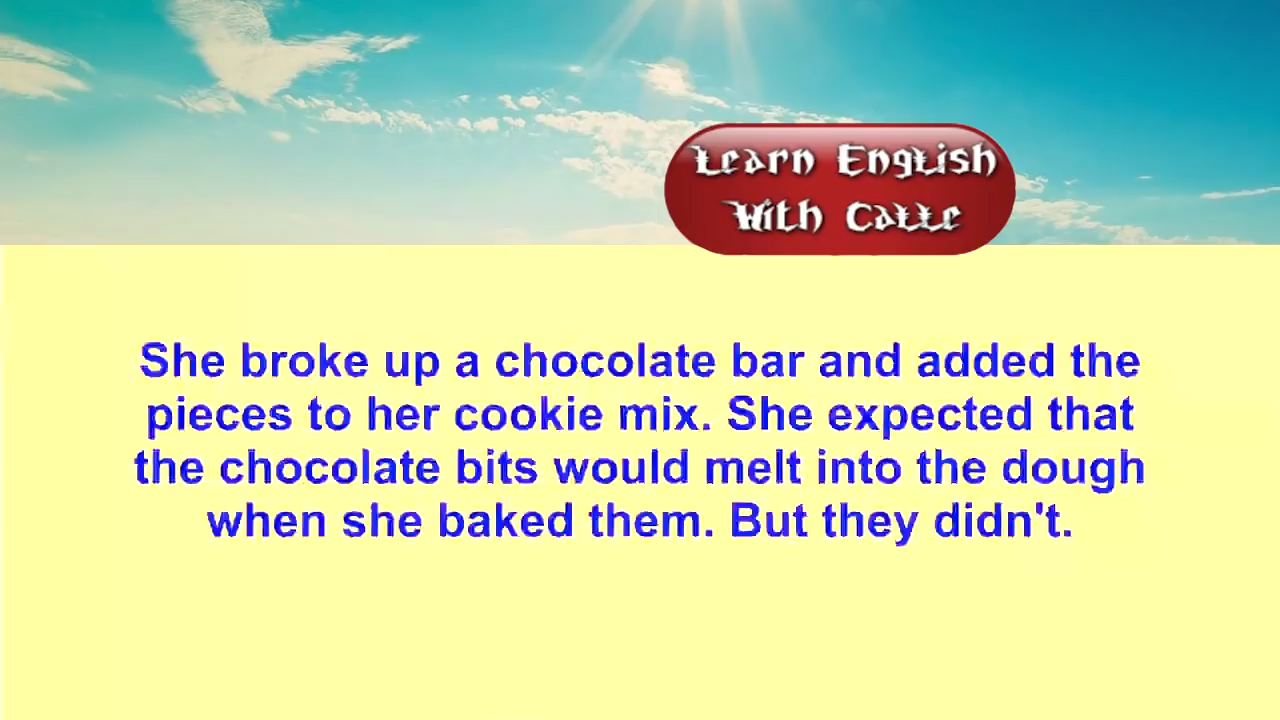 Learn English
With Catte
She broke up a chocolate bar and added the
pieces to her cookie mix. She expected that
the chocolate bits would melt into the dough
when she baked them. But they didn't.